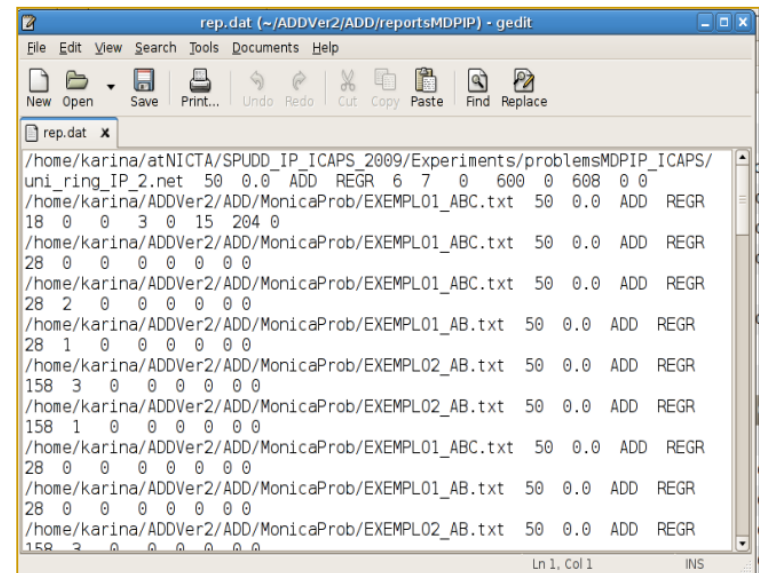 rep.dat (~/ADDVer2/ADD/reportsMDPIP) - gedit
File Edit View Search Tools Documents Help
New Open Save Print... Undo Redo Cut Copy Paste Find Replace
rep.dat x
/home/karina/atNICTA/SPUDD_IP_ICAPS_2009/Experiments/problemsMDPIP_ICAPS/
uni_ring_IP_2.net 50 0.0 ADD REGR 6 7 0 600 0 608 0 0
/home/karina/ADDVer2/ADD/MonicaProb/EXEMPLO1_ABC.txt 50 0.0 ADD REGR
18 0 0 3 0 15 204 0
/home/karina/ADDVer2/ADD/MonicaProb/EXEMPLO1_ABC.txt 50 0.0 ADD REGR
28 0 0 0 0 0 0 0
/home/karina/ADDVer2/ADD/MonicaProb/EXEMPLO1_ABC.txt 50 0.0 ADD REGR
28 2 0 0 0 0 0 0
/home/karina/ADDVer2/ADD/MonicaProb/EXEMPLO1_AB.txt 50 0.0 ADD REGR
28 1 0 0 0 0 0 0
/home/karina/ADDVer2/ADD/MonicaProb/EXEMPLO2_AB.txt 50 0.0 ADD REGR
158 3 0 0 0 0 0 0
/home/karina/ADDVer2/ADD/MonicaProb/EXEMPLO2_AB.txt 50 0.0 ADD REGR
158 1 0 0 0 0 0 0
/home/karina/ADDVer2/ADD/MonicaProb/EXEMPLO1_ABC.txt 50 0.0 ADD REGR
28 0 0 0 0 0 0 0
/home/karina/ADDVer2/ADD/MonicaProb/EXEMPLO1_AB.txt 50 0.0 ADD REGR
28 0 0 0 0 0 0 0
/home/karina/ADDVer2/ADD/MonicaProb/EXEMPLO2_AB.txt 50 0.0 ADD REGR
158 3 0 0 0 0 0 0
Ln 1, Col 1 INS